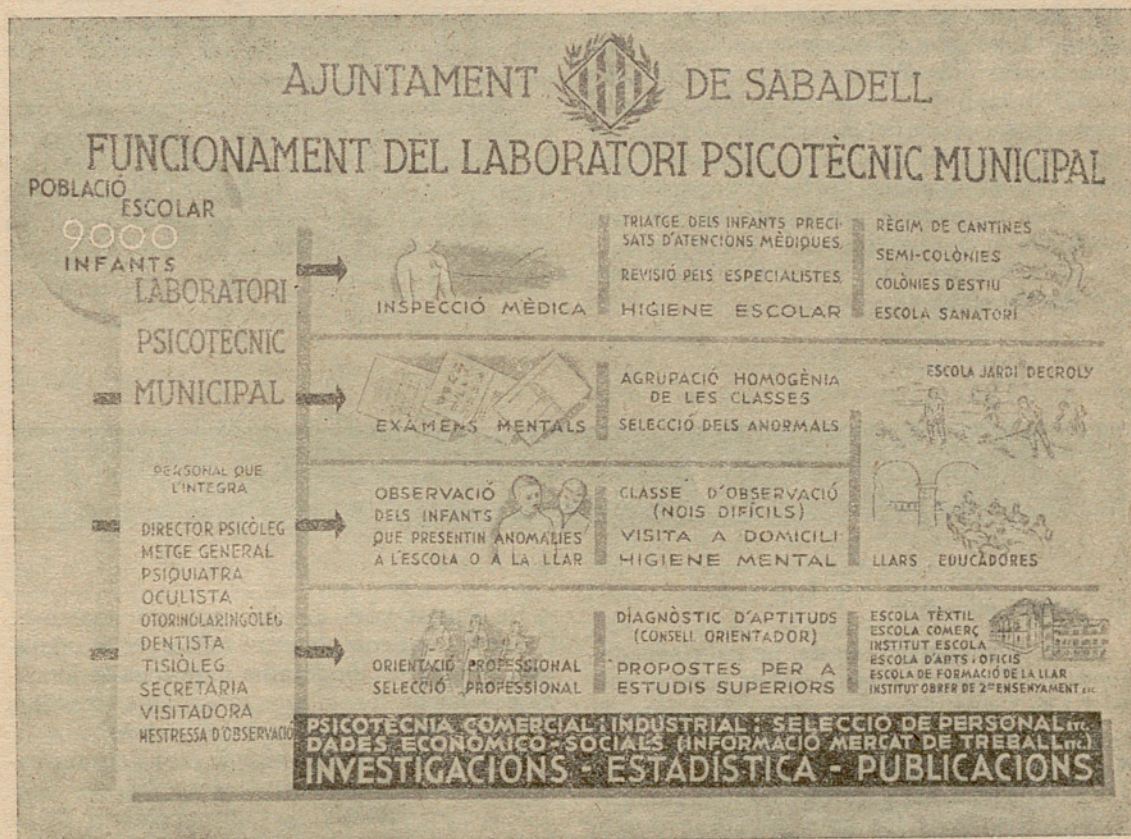 AJUNTAMENT DE SABADELL
FUNCIONAMENT DEL LABORATORI PSICOTÈCNIC MUNICIPAL
POBLACIÓ
ESCOLAR
9000
INFANTS
LABORATORI
PSICOTECNIC
MUNICIPAL
PERSONAL QUE
L'INTEGRA
DIRECTOR PSICÒLEG
METGE GENERAL
PSIQUIATRA
OCULISTA
OTORINOLARINGÒLEG
DENTISTA
TISIÒLEG
SECRETÀRIA
VISITADORA
MESTRESSA D'OBSERVACIÓ
INSPECCIÓ MÈDICA
TRIATGE DELS INFANTS PRECI-
SATS D'ATENCIONS MÈDIQUES
REVISIÓ PELS ESPECIALISTES
HIGIENE ESCOLAR
RÈGIM DE CANTINES
SEMI-COLÒNIES
COLÒNIES D'ESTIU
ESCOLA SANATORI
EXÀMENS MENTALS
AGRUPACIÓ HOMOGÈNIA
DE LES CLASSES
SELECCIÓ DELS ANORMALS
ESCOLA JARDÍ DECROLY
OBSERVACIÓ
DELS INFANTS
QUE PRESENTIN ANOMALIES
A L'ESCOLA O A LA LLAR
CLASSE D'OBSERVACIÓ
(NOIS DIFÍCILS)
VISITA A DOMICILI
HIGIENE MENTAL
LLARS EDUCADORES
ORIENTACIÓ PROFESSIONAL
SELECCIÓ PROFESSIONAL
DIAGNÒSTIC D'APTITUDS
(CONSELL ORIENTADOR)
PROPOSTES PER A
ESTUDIS SUPERIORS
ESCOLA TÈXTIL
ESCOLA COMERÇ
INSTITUT ESCOLA
ESCOLA D'ARTS i OFICIS
ESCOLA DE FORMACIÓ DE LA LLAR
INSTITUT OBRER DE 2ON ENSENYAMENT ETC
PSICOTÈCNIA COMERCIAL i INDUSTRIAL : SELECCIÓ DE PERSONAL ETC.
DADES ECONÒMICO-SOCIALS (INFORMACIÓ MERCAT DE TREBALL ETC.)
INVESTIGACIONS - ESTADÍSTICA - PUBLICACIONS